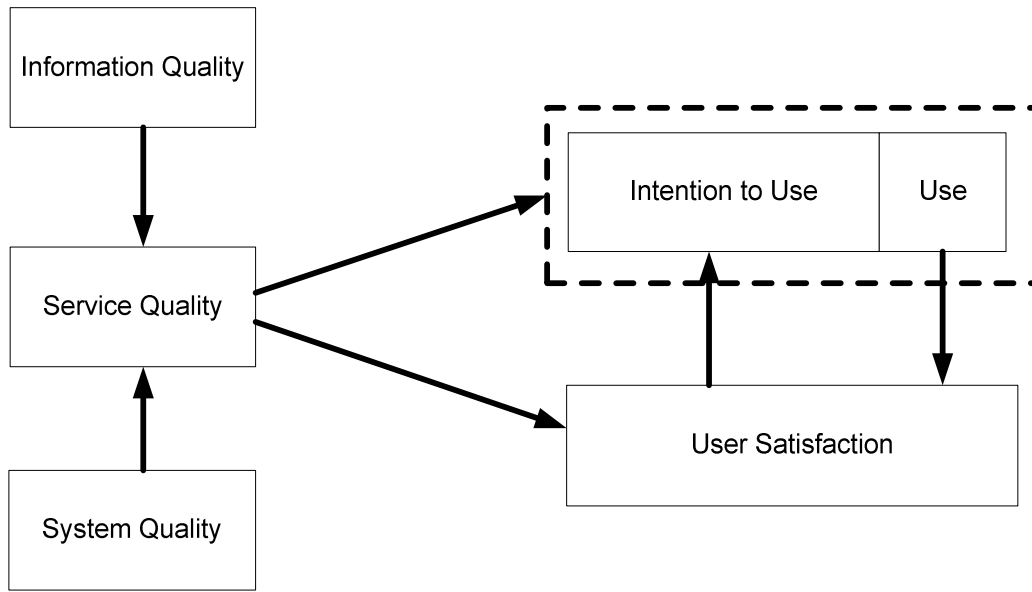 Information Quality
Intention to Use
Use
Service Quality
User Satisfaction
System Quality